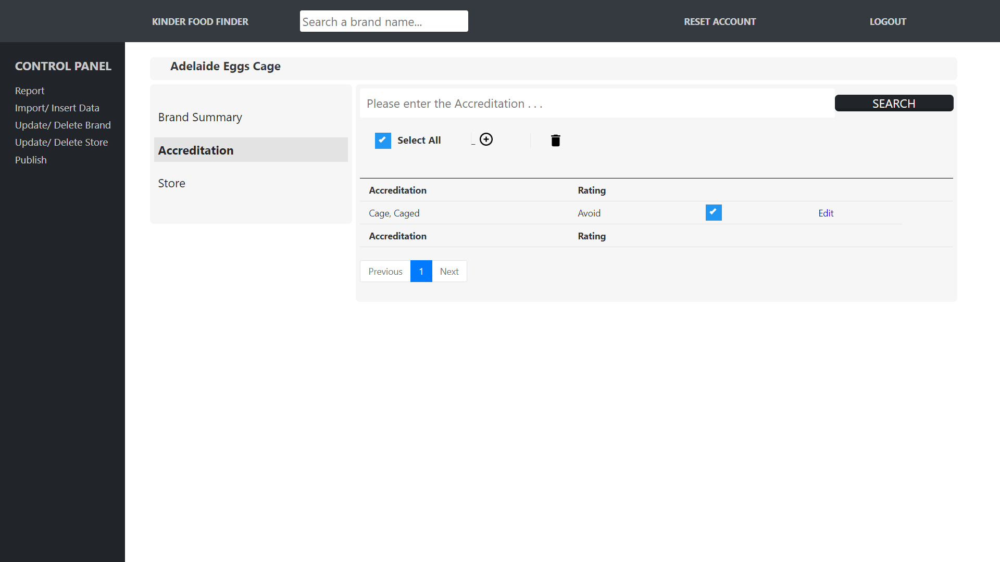 KINDER FOOD FINDER
Search a brand name...
RESET ACCOUNT
LOGOUT
CONTROL PANEL
Report
Import/ Insert Data
Update/ Delete Brand
Update/ Delete Store
Publish
Adelaide Eggs Cage
Brand Summary
Accreditation
Store
Please enter the Accreditation . . .
SEARCH
Select All
Accreditation Rating
Cage, Caged Avoid Edit
Accreditation Rating
Previous 1 Next